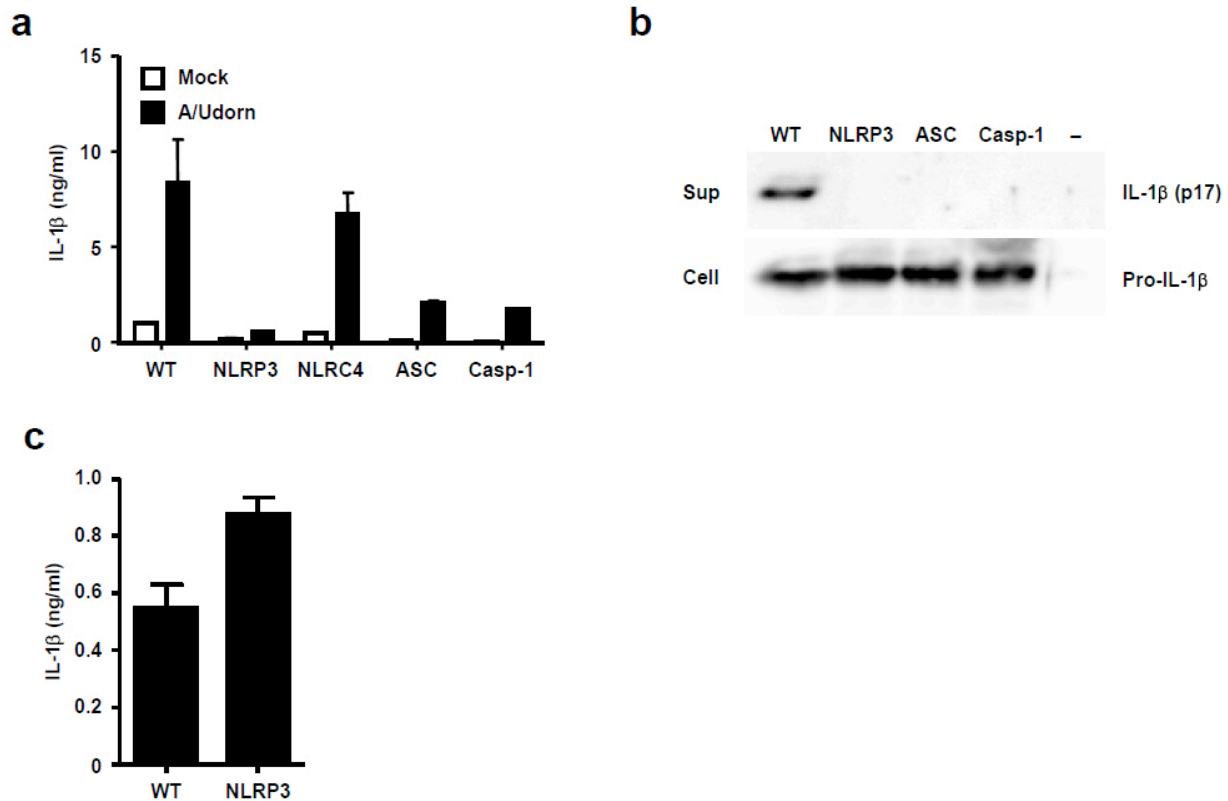 a
15
10
5
0
IL-1β (ng/ml)
Mock
A/Udorn
WT NLRP3 NLRC4 ASC Casp-1
b
WT NLRP3 ASC Casp-1 –
Sup IL-1β (p17)
Cell Pro-IL-1β
c
1.0
0.8
0.6
0.4
0.2
0
IL-1β (ng/ml)
WT NLRP3